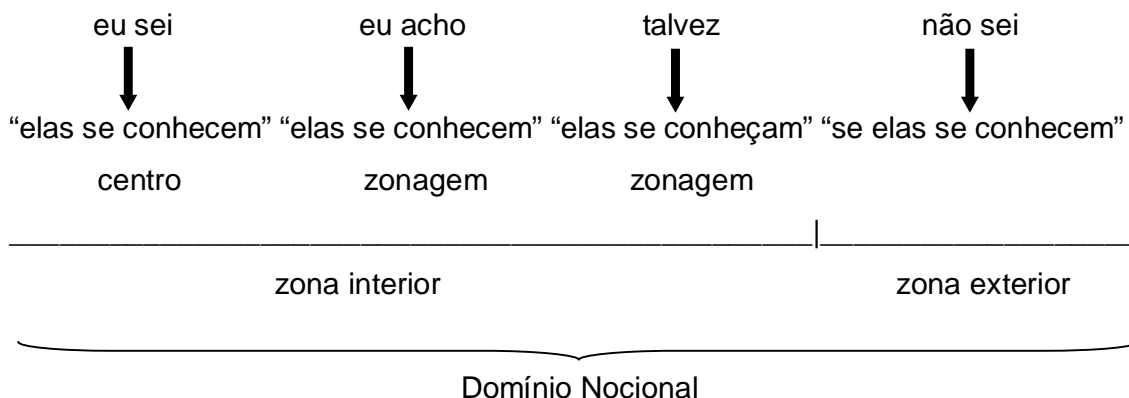 eu sei eu acho talvez não sei
“elas se conhecem” “elas se conhecem” “elas se conheçam” “se elas se conhecem”
centro zonagem zonagem
zona interior zona exterior
Domínio Nocional